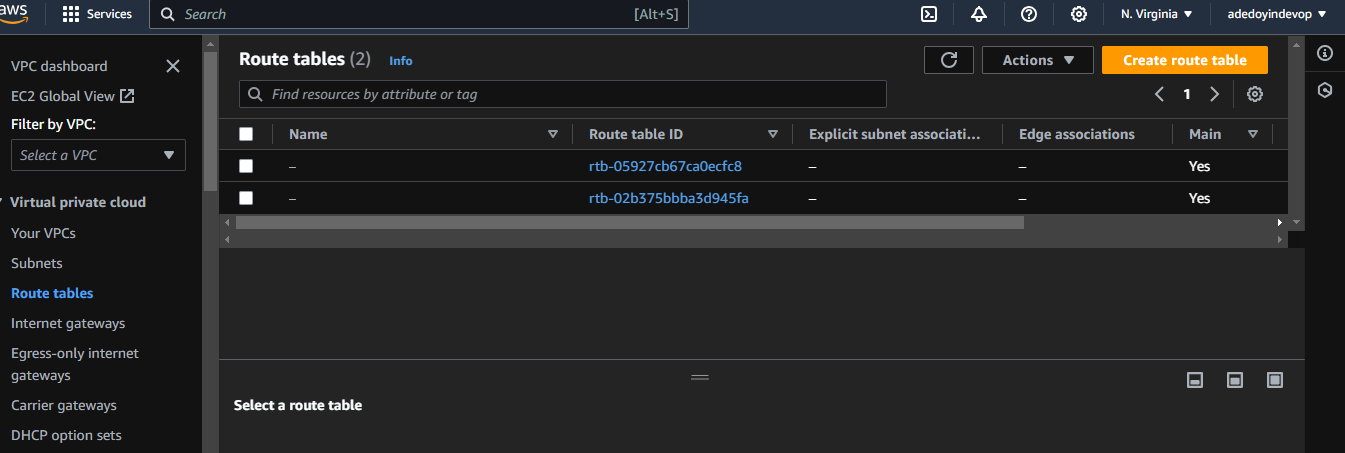 aws Services Search [Alt+S] N. Virginia adedoyindevop
VPC dashboard
EC2 Global View
Filter by VPC:
Select a VPC
Virtual private cloud
Your VPCs
Subnets
Route tables
Internet gateways
Egress-only internet
gateways
Carrier gateways
DHCP option sets
Route tables (2) Info Actions Create route table
Find resources by attribute or tag 1
Name Route table ID Explicit subnet associati... Edge associations Main
– rtb-05927cb67ca0ecfc8 – – Yes
– rtb-02b375bbba3d945fa – – Yes
Select a route table